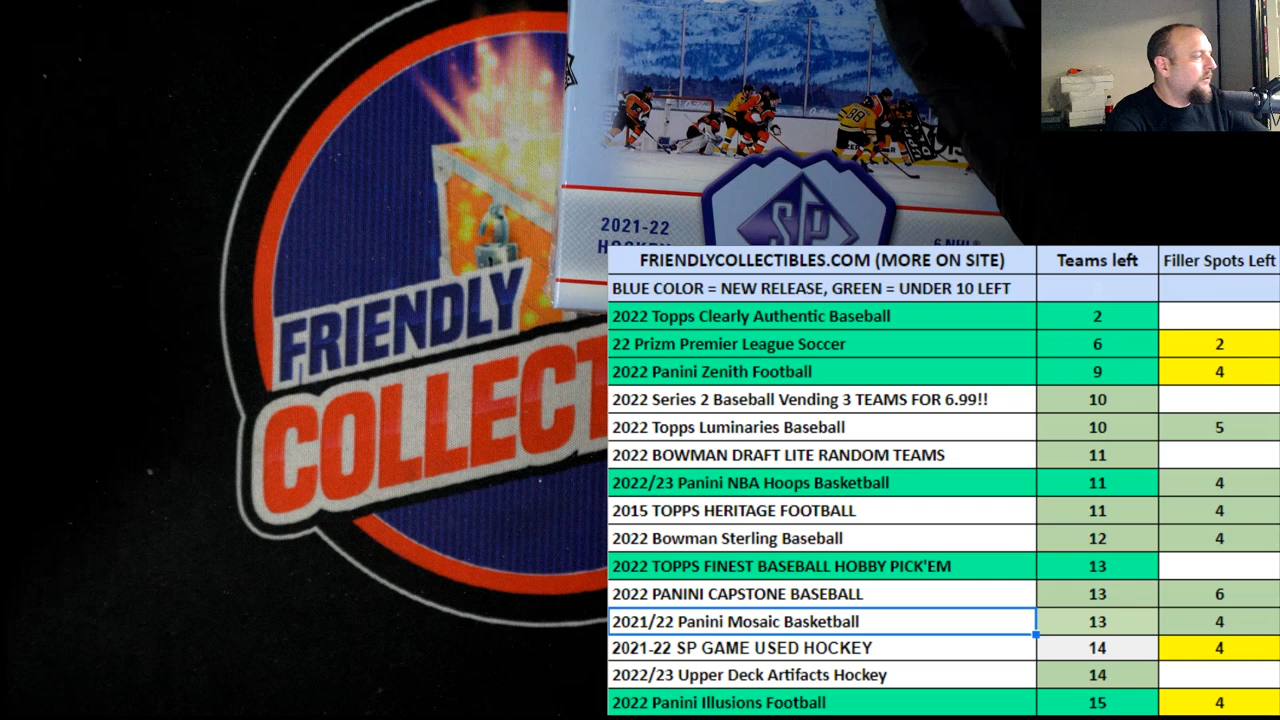 2021-22
SP
6 NHL®
FRIENDLY
COLLECT
FRIENDLYCOLLECTIBLES.COM (MORE ON SITE) Teams left Filler Spots Left
BLUE COLOR = NEW RELEASE, GREEN = UNDER 10 LEFT
2022 Topps Clearly Authentic Baseball 2
22 Prizm Premier League Soccer 6 2
2022 Panini Zenith Football 9 4
2022 Series 2 Baseball Vending 3 TEAMS FOR 6.99!! 10
2022 Topps Luminaries Baseball 10 5
2022 BOWMAN DRAFT LITE RANDOM TEAMS 11
2022/23 Panini NBA Hoops Basketball 11 4
2015 TOPPS HERITAGE FOOTBALL 11 4
2022 Bowman Sterling Baseball 12 4
2022 TOPPS FINEST BASEBALL HOBBY PICK'EM 13
2022 PANINI CAPSTONE BASEBALL 13 6
2021/22 Panini Mosaic Basketball 13 4
2021-22 SP GAME USED HOCKEY 14 4
2022/23 Upper Deck Artifacts Hockey 14
2022 Panini Illusions Football 15 4